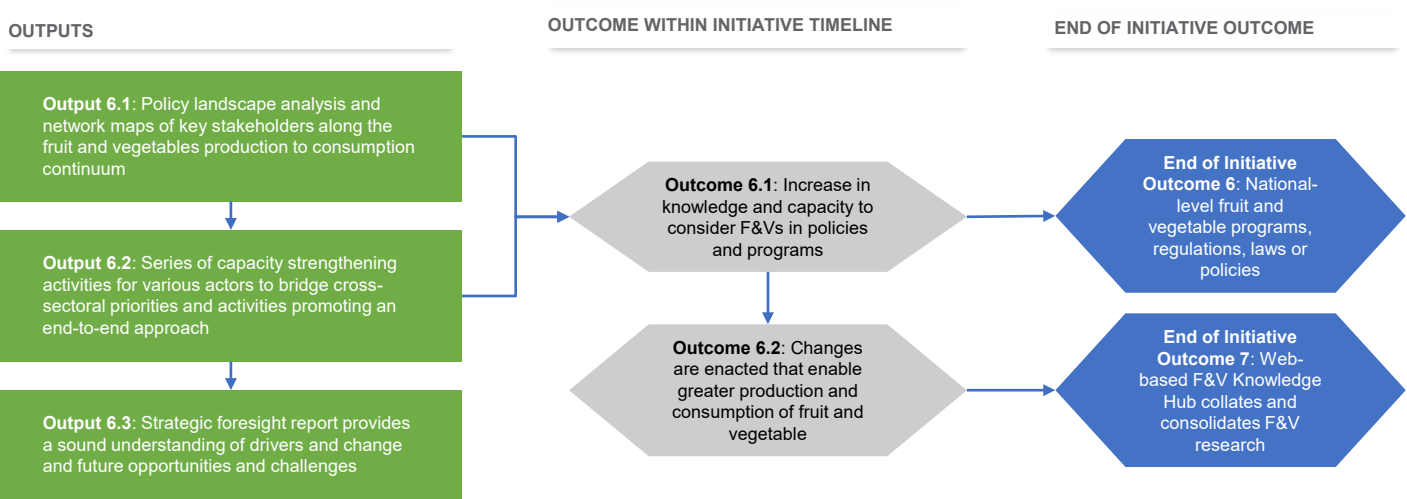 OUTPUTS
OUTCOME WITHIN INITIATIVE TIMELINE
END OF INITIATIVE OUTCOME
Output 6.1: Policy landscape analysis and
network maps of key stakeholders along the
fruit and vegetables production to consumption
continuum
Output 6.2: Series of capacity strengthening
activities for various actors to bridge cross-
sectoral priorities and activities promoting an
end-to-end approach
Output 6.3: Strategic foresight report provides
a sound understanding of drivers and change
and future opportunities and challenges
Outcome 6.1: Increase in
knowledge and capacity to
consider F&Vs in policies
and programs
Outcome 6.2: Changes
are enacted that enable
greater production and
consumption of fruit and
vegetable
End of Initiative
Outcome 6: National-
level fruit and
vegetable programs,
regulations, laws or
policies
End of Initiative
Outcome 7: Web-
based F&V Knowledge
Hub collates and
consolidates F&V
research